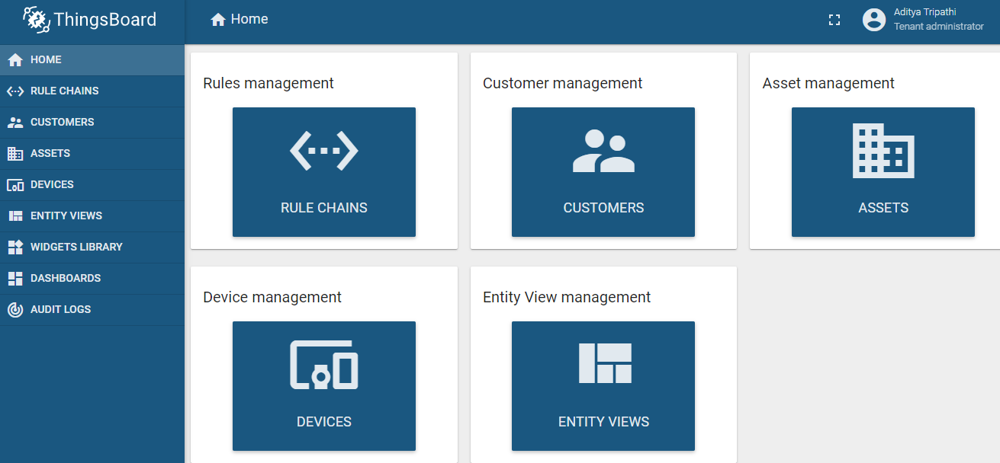 ThingsBoard
Home
Aditya Tripathi
Tenant administrator
HOME
RULE CHAINS
CUSTOMERS
ASSETS
DEVICES
ENTITY VIEWS
WIDGETS LIBRARY
DASHBOARDS
AUDIT LOGS
Rules management
RULE CHAINS
Customer management
CUSTOMERS
Asset management
ASSETS
Device management
DEVICES
Entity View management
ENTITY VIEWS